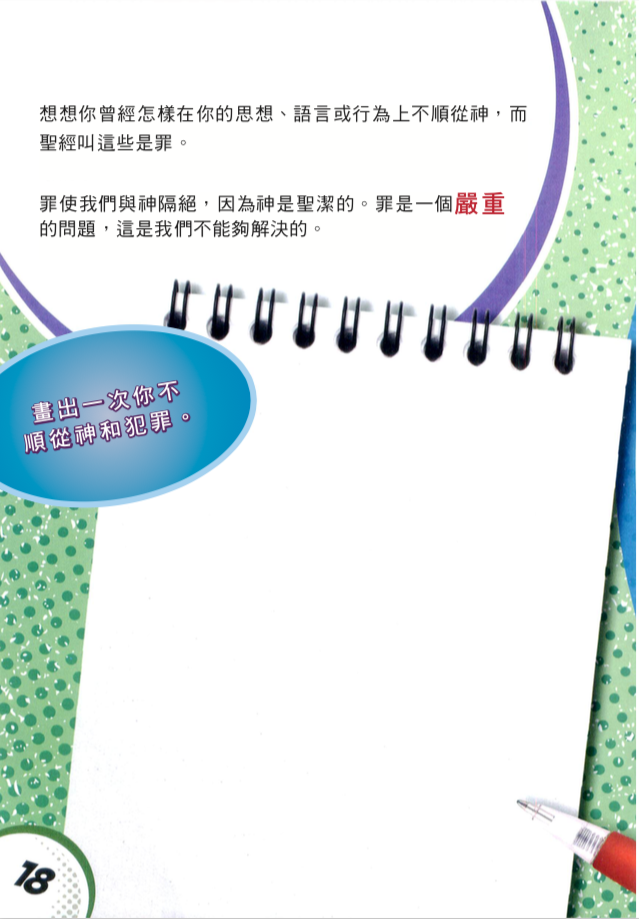 想想你曾經怎樣在你的思想、語言或行為上不順從神，而
聖經叫這些是罪。
罪使我們與神隔絕，因為神是聖潔的。罪是一個嚴重
的問題，這是我們不能夠解決的。
畫出一次你不
順從神和犯罪。
18